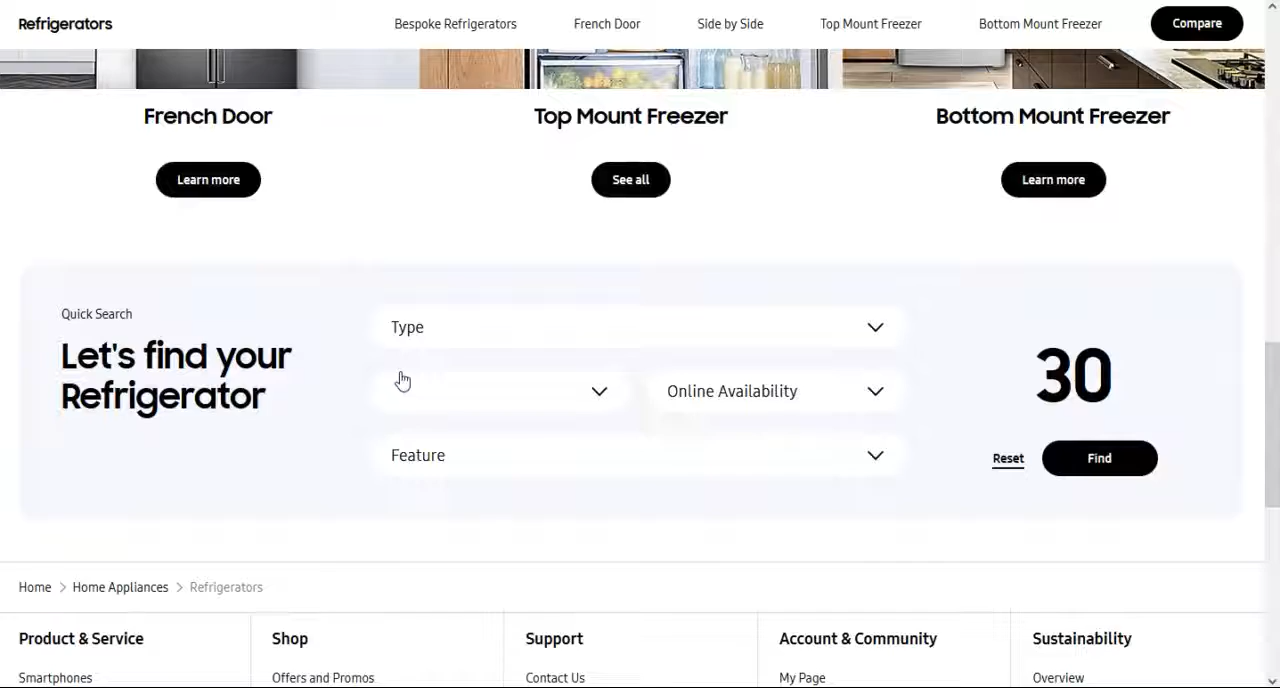 Refrigerators
Bespoke Refrigerators
French Door
Side by Side
Top Mount Freezer
Bottom Mount Freezer
Compare
French Door
Top Mount Freezer
Bottom Mount Freezer
Learn more
See all
Learn more
Quick Search
Let's find your
Refrigerator
Type
Online Availability
Feature
30
Reset
Find
Home > Home Appliances > Refrigerators
Product & Service
Shop
Support
Account & Community
Sustainability
Smartphones
Offers and Promos
Contact Us
My Page
Overview